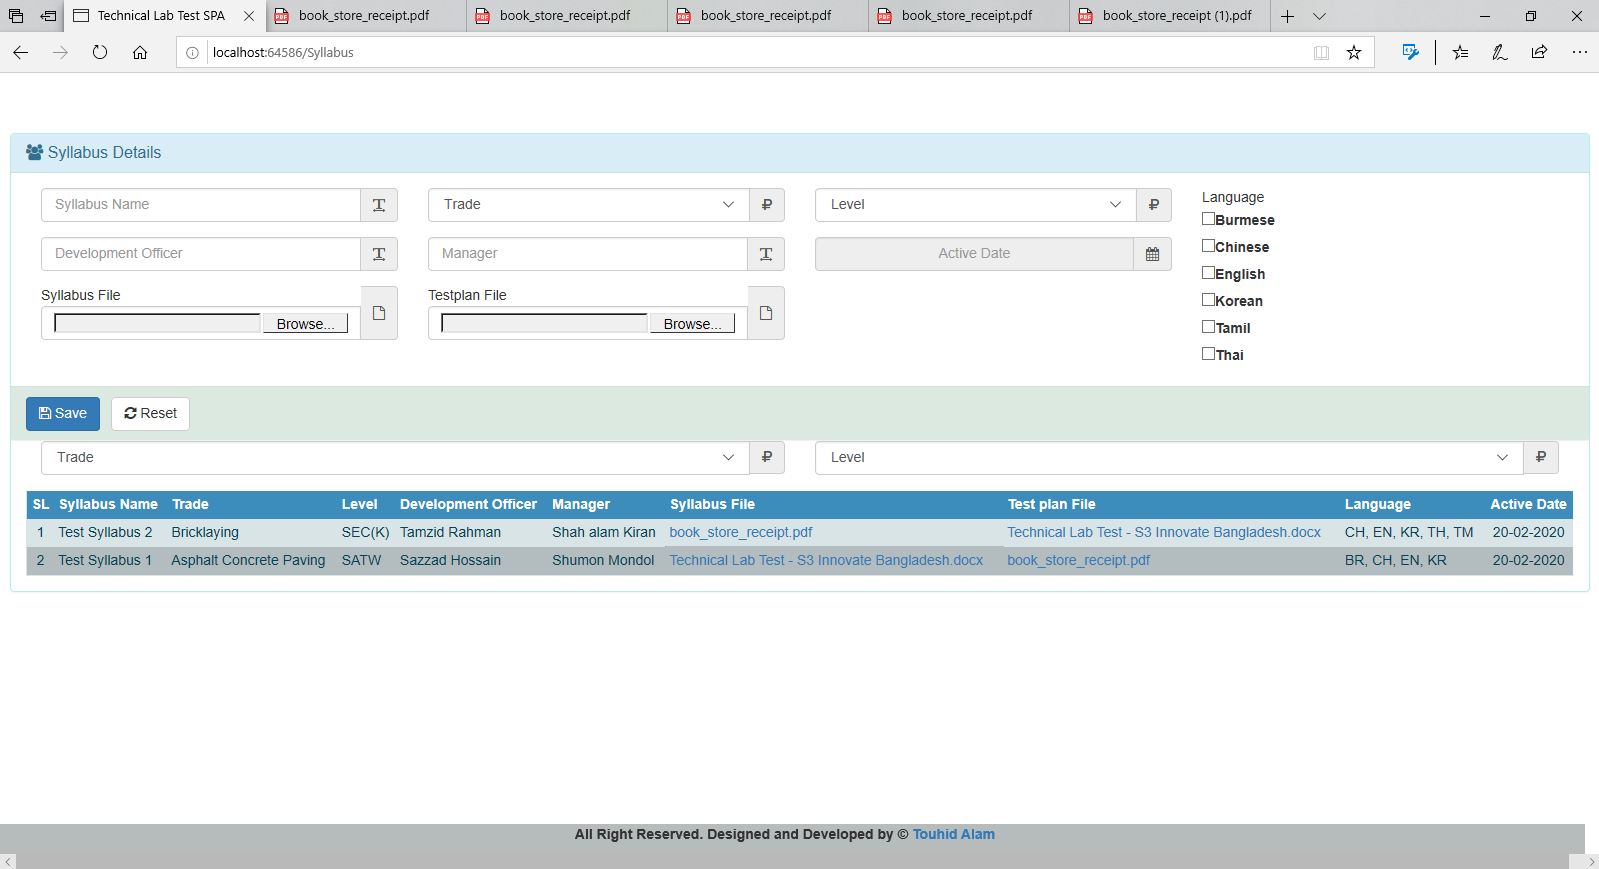 Technical Lab Test SPA book_store_receipt.pdf book_store_receipt.pdf book_store_receipt.pdf book_store_receipt.pdf book_store_receipt (1).pdf
localhost:64586/Syllabus
Syllabus Details
Syllabus Name Trade Level Language
Burmese
Development Officer Manager Active Date Chinese
English
Syllabus File Testplan File Korean
Browse... Browse... Tamil
Thai
Save Reset
Trade Level
SL Syllabus Name Trade Level Development Officer Manager Syllabus File Test plan File Language Active Date
1 Test Syllabus 2 Bricklaying SEC(K) Tamzid Rahman Shah alam Kiran book_store_receipt.pdf Technical Lab Test - S3 Innovate Bangladesh.docx CH, EN, KR, TH, TM 20-02-2020
2 Test Syllabus 1 Asphalt Concrete Paving SATW Sazzad Hossain Shumon Mondol Technical Lab Test - S3 Innovate Bangladesh.docx book_store_receipt.pdf BR, CH, EN, KR 20-02-2020
All Right Reserved. Designed and Developed by © Touhid Alam